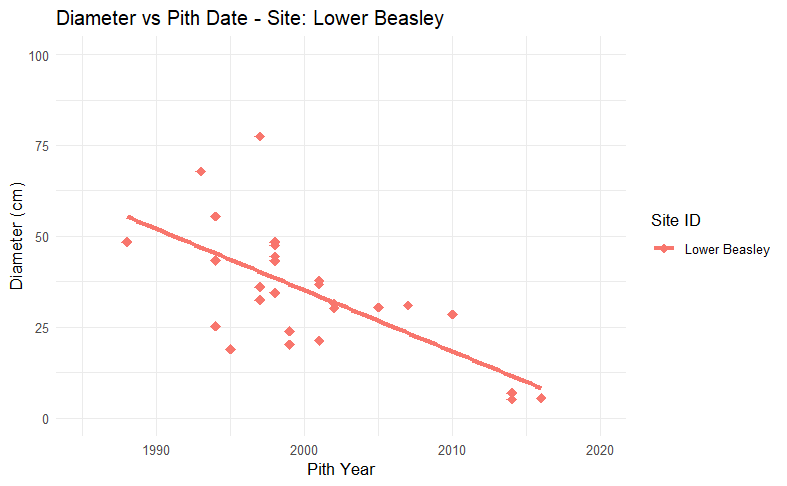 Diameter vs Pith Date - Site: Lower Beasley
100
75
50
25
0
Diameter (cm)
1990
2000
2010
2020
Pith Year
Site ID
Lower Beasley